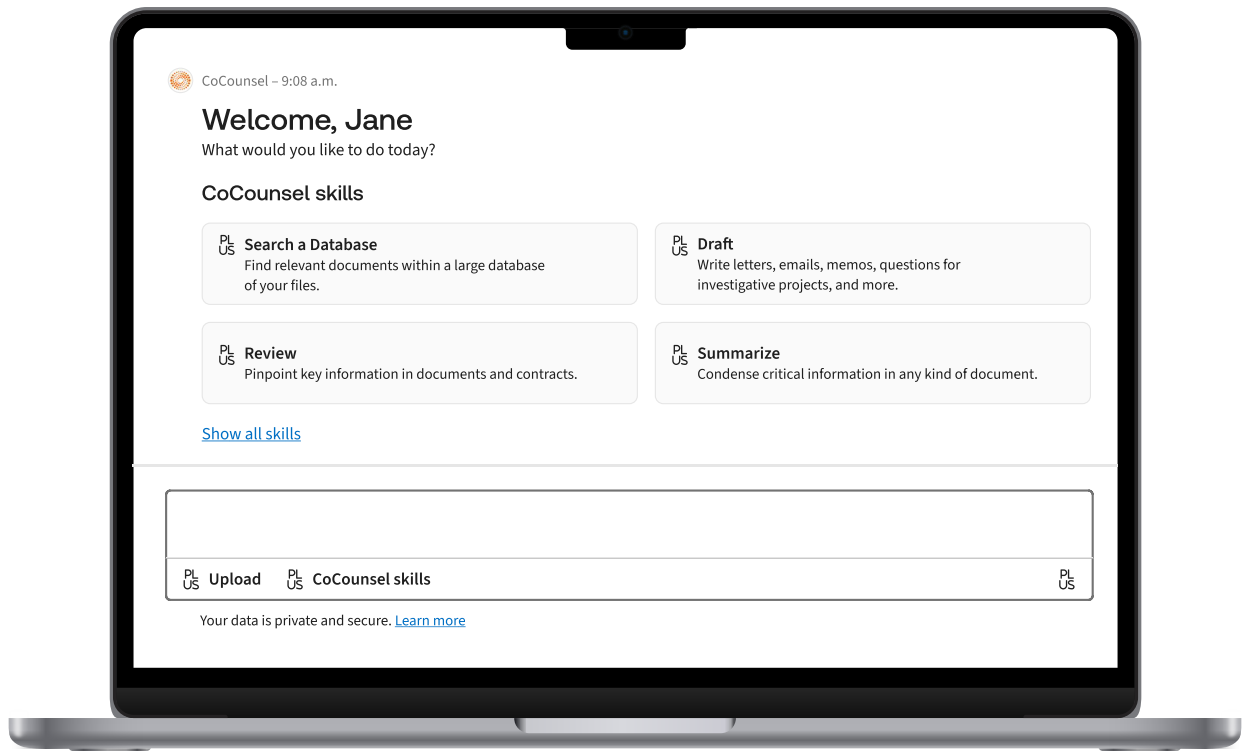 CoCounsel – 9:08 a.m.
Welcome, Jane
What would you like to do today?
CoCounsel skills
PL
US
Search a Database
Find relevant documents within a large database
of your files.
PL
US
Draft
Write letters, emails, memos, questions for
investigative projects, and more.
PL
US
Review
Pinpoint key information in documents and contracts.
PL
US
Summarize
Condense critical information in any kind of document.
Show all skills
PL
US
Upload
PL
US
CoCounsel skills
PL
US
Your data is private and secure. Learn more